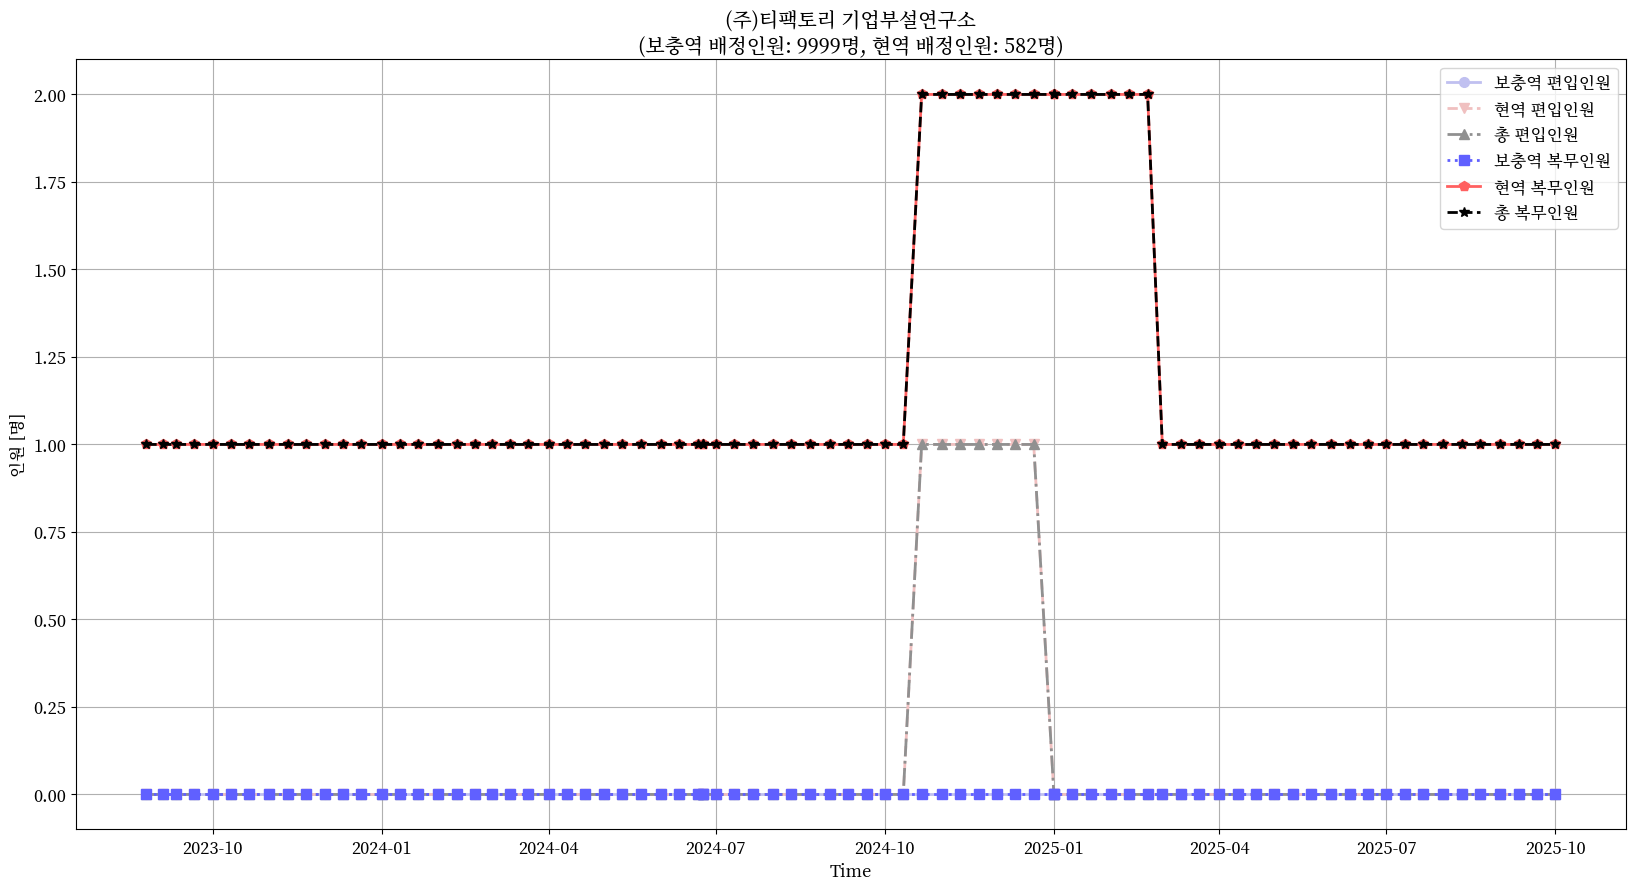 (주)티팩토리 기업부설연구소
(보충역 배정인원: 9999명, 현역 배정인원: 582명)
2.00
1.75
1.50
1.25
1.00
0.75
0.50
0.25
0.00
인원 [명]
보충역 편입인원
현역 편입인원
총 편입인원
보충역 복무인원
현역 복무인원
총 복무인원
2023-10
2024-01
2024-04
2024-07
2024-10
2025-01
2025-04
2025-07
2025-10
Time